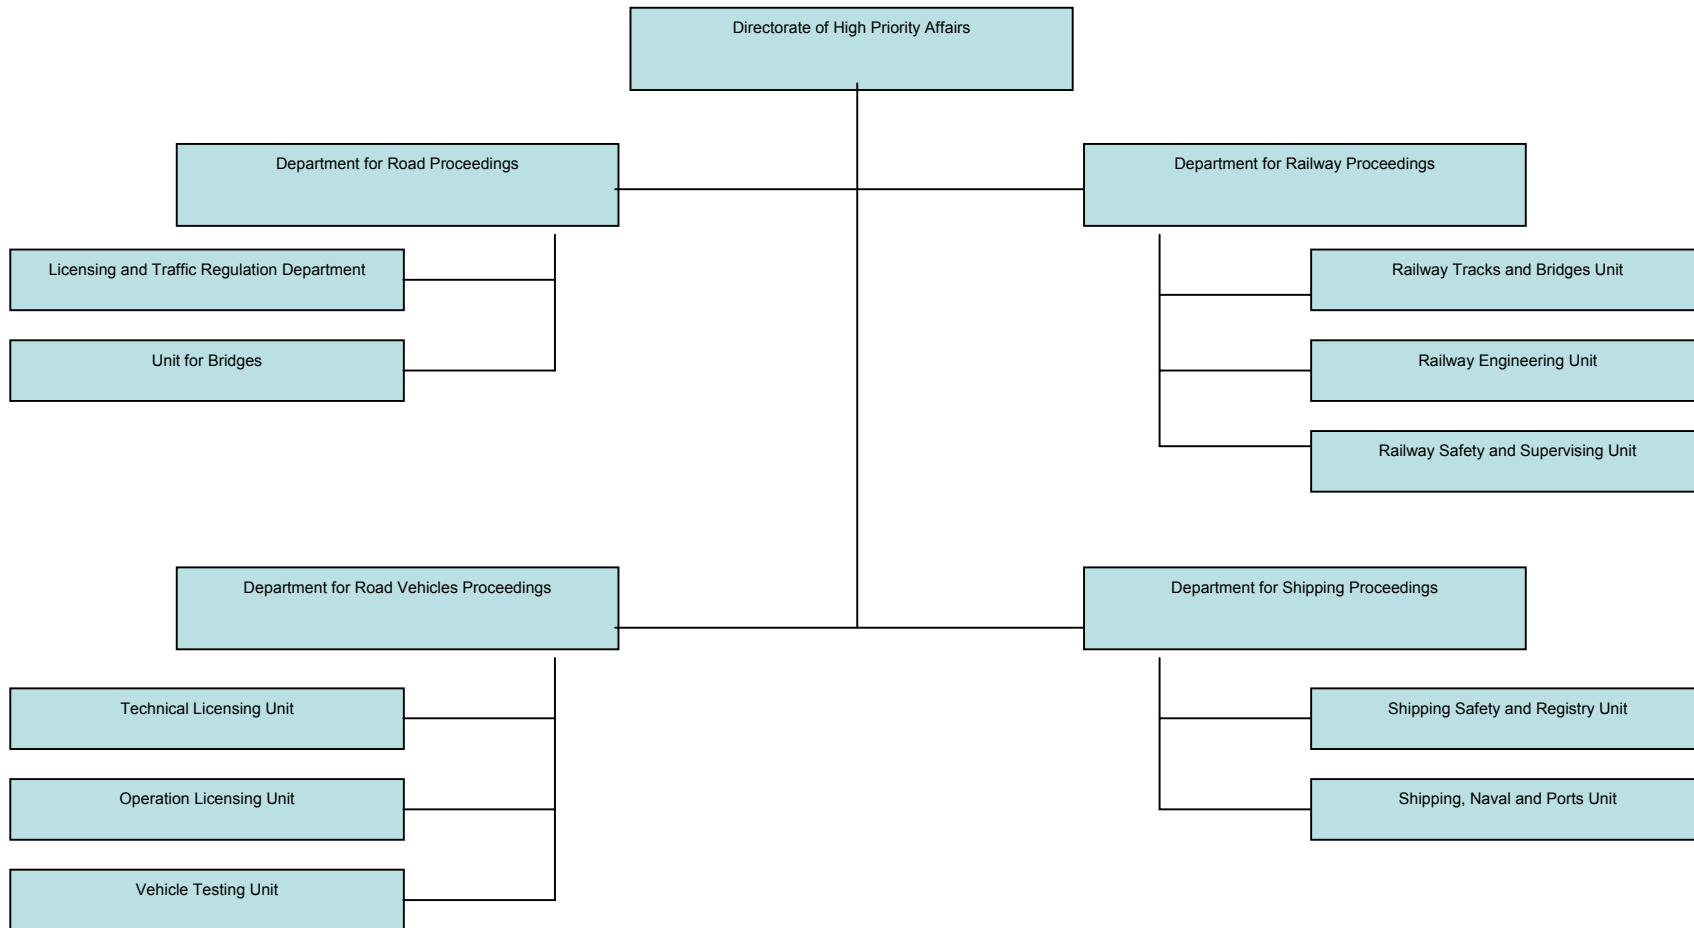 Directorate of High Priority Affairs
Department for Road Proceedings
Department for Railway Proceedings
Licensing and Traffic Regulation Department
Unit for Bridges
Railway Tracks and Bridges Unit
Railway Engineering Unit
Railway Safety and Supervising Unit
Department for Road Vehicles Proceedings
Department for Shipping Proceedings
Technical Licensing Unit
Operation Licensing Unit
Vehicle Testing Unit
Shipping Safety and Registry Unit
Shipping, Naval and Ports Unit